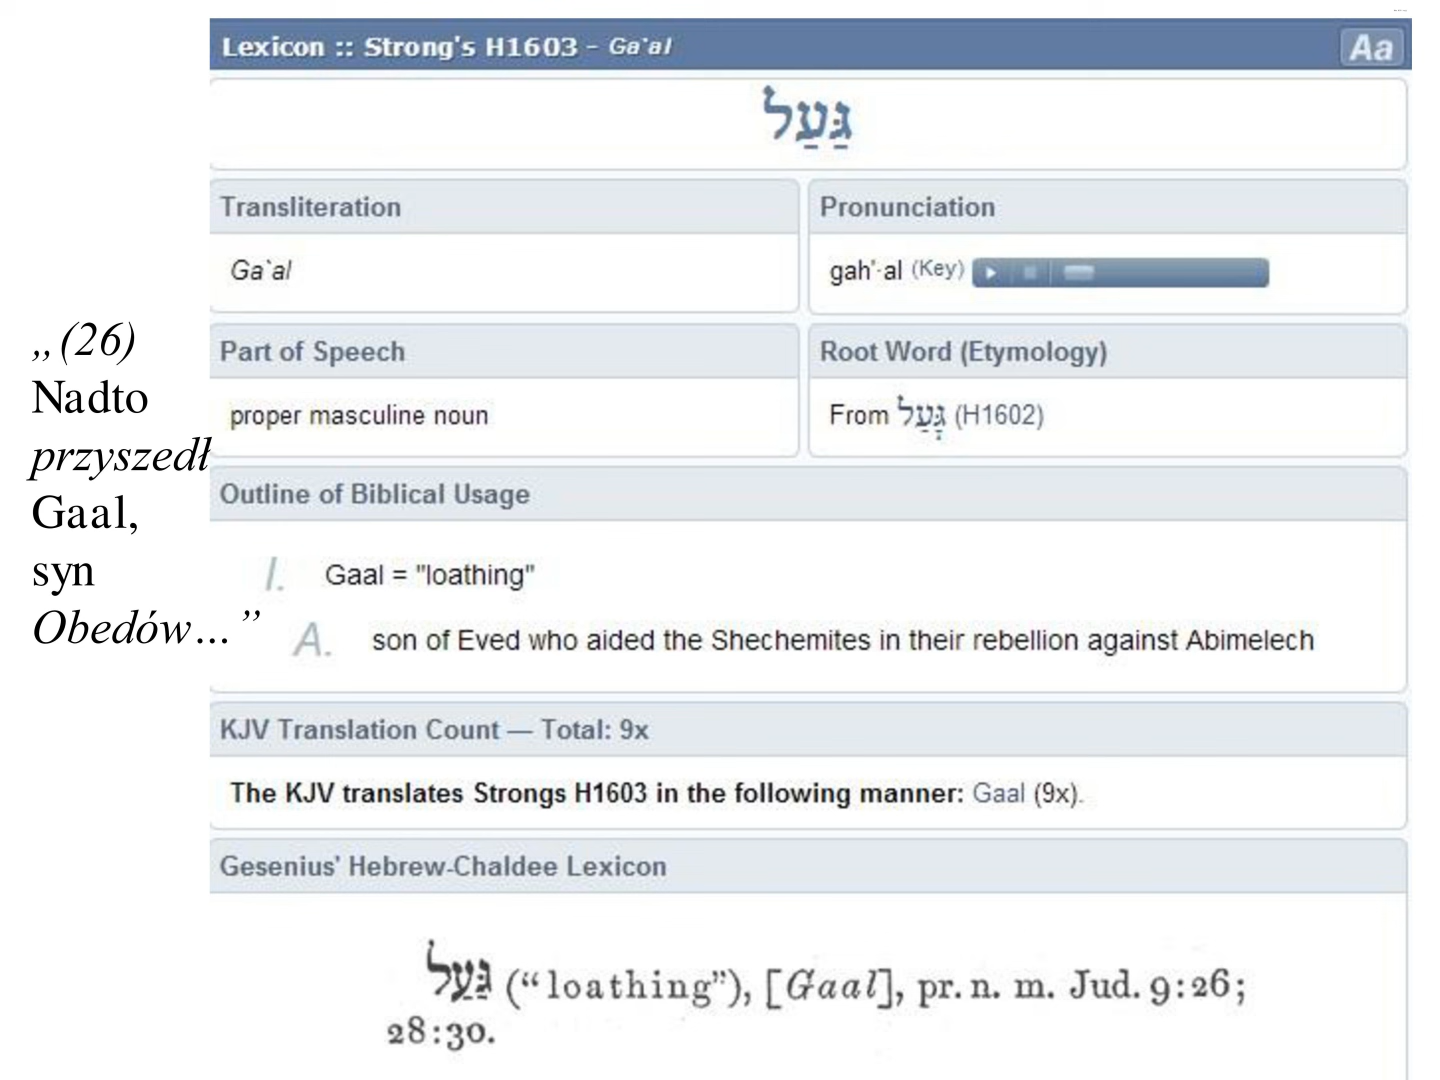 Lexicon :: Strong's H1603 - Ga`al
Aa
גַּעַל
Transliteration
Ga`al
Pronunciation
gah'·al (Key)
Part of Speech
proper masculine noun
Root Word (Etymology)
From גָּעַל (H1602)
„(26)
Nadto
przyszedł
Gaal,
syn
Obedów…”
Outline of Biblical Usage
I. Gaal = "loathing"
A. son of Eved who aided the Shechemites in their rebellion against Abimelech
KJV Translation Count — Total: 9x
The KJV translates Strongs H1603 in the following manner: Gaal (9x).
Gesenius' Hebrew-Chaldee Lexicon
גַּעַל (“loathing”), [Gaal], pr. n. m. Jud. 9:26;
28:30.